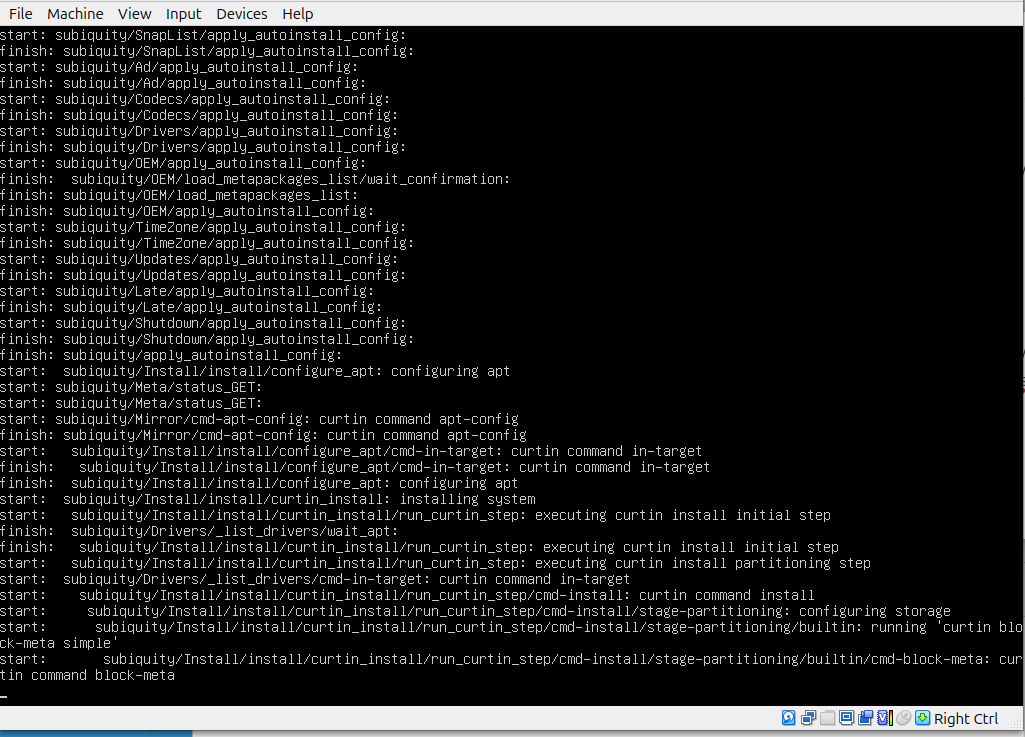 File Machine View Input Devices Help
start: subiquity/SnapList/apply_autoinstall_config:
finish: subiquity/SnapList/apply_autoinstall_config:
start: subiquity/Ad/apply_autoinstall_config:
finish: subiquity/Ad/apply_autoinstall_config:
start: subiquity/Codecs/apply_autoinstall_config:
finish: subiquity/Codecs/apply_autoinstall_config:
start: subiquity/Drivers/apply_autoinstall_config:
finish: subiquity/Drivers/apply_autoinstall_config:
start: subiquity/OEM/apply_autoinstall_config:
finish:  subiquity/OEM/load_metapackages_list/wait_confirmation:
finish: subiquity/OEM/load_metapackages_list:
finish: subiquity/OEM/apply_autoinstall_config:
start: subiquity/TimeZone/apply_autoinstall_config:
finish: subiquity/TimeZone/apply_autoinstall_config:
start: subiquity/Updates/apply_autoinstall_config:
finish: subiquity/Updates/apply_autoinstall_config:
start: subiquity/Late/apply_autoinstall_config:
finish: subiquity/Late/apply_autoinstall_config:
start: subiquity/Shutdown/apply_autoinstall_config:
finish: subiquity/Shutdown/apply_autoinstall_config:
finish: subiquity/apply_autoinstall_config:
start:  subiquity/Install/install/configure_apt: configuring apt
start: subiquity/Meta/status_GET:
start: subiquity/Meta/status_GET:
start: subiquity/Mirror/cmd-apt-config: curtin command apt-config
finish: subiquity/Mirror/cmd-apt-config: curtin command apt-config
start:   subiquity/Install/install/configure_apt/cmd-in-target: curtin command in-target
finish:   subiquity/Install/install/configure_apt/cmd-in-target: curtin command in-target
finish:  subiquity/Install/install/configure_apt: configuring apt
start:  subiquity/Install/install/curtin_install: installing system
start:   subiquity/Install/install/curtin_install/run_curtin_step: executing curtin install initial step
finish:  subiquity/Drivers/_list_drivers/wait_apt:
finish:   subiquity/Install/install/curtin_install/run_curtin_step: executing curtin install initial step
start:   subiquity/Install/install/curtin_install/run_curtin_step: executing curtin install partitioning step
start:  subiquity/Drivers/_list_drivers/cmd-in-target: curtin command in-target
start:    subiquity/Install/install/curtin_install/run_curtin_step/cmd-install: curtin command install
start:     subiquity/Install/install/curtin_install/run_curtin_step/cmd-install/stage-partitioning: configuring storage
start:      subiquity/Install/install/curtin_install/run_curtin_step/cmd-install/stage-partitioning/builtin: running 'curtin blo
ck-meta simple'
start:       subiquity/Install/install/curtin_install/run_curtin_step/cmd-install/stage-partitioning/builtin/cmd-block-meta: cur
tin command block-meta
Right Ctrl